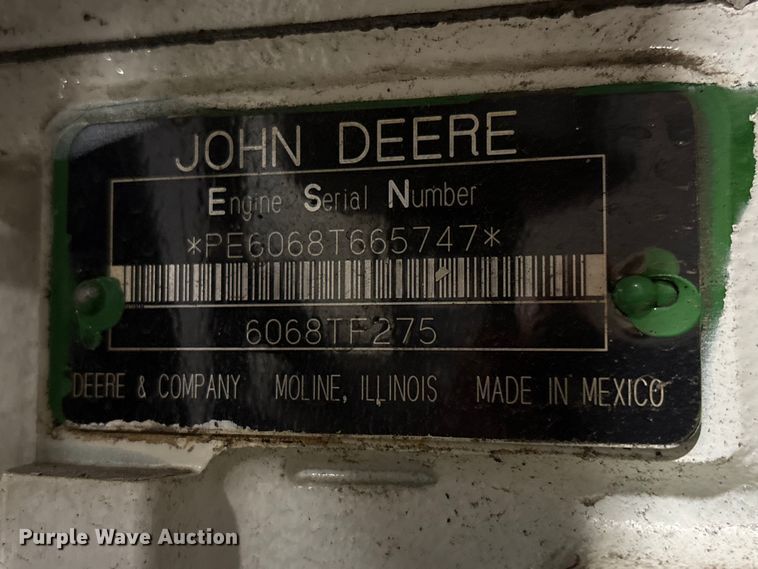 JOHN DEERE
Engine Serial Number
*PE6068T665747*
6068TF275
DEERE & COMPANY MOLINE, ILLINOIS MADE IN MEXICO
Purple Wave Auction